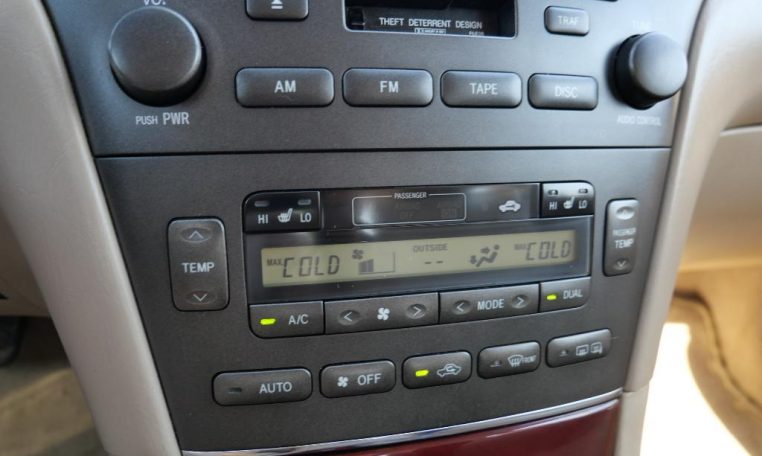 VOL
TUNE
THEFT DETERRENT DESIGN
TRAF
AM FM TAPE DISC
PUSH PWR
AUDIO CONTROL
PASSENGER
HI LO
HI LO
TEMP
PASSENGER
TEMP
OUTSIDE
MAX COLD -- MAX COLD
A/C
MODE
DUAL
AUTO
OFF
FRONT